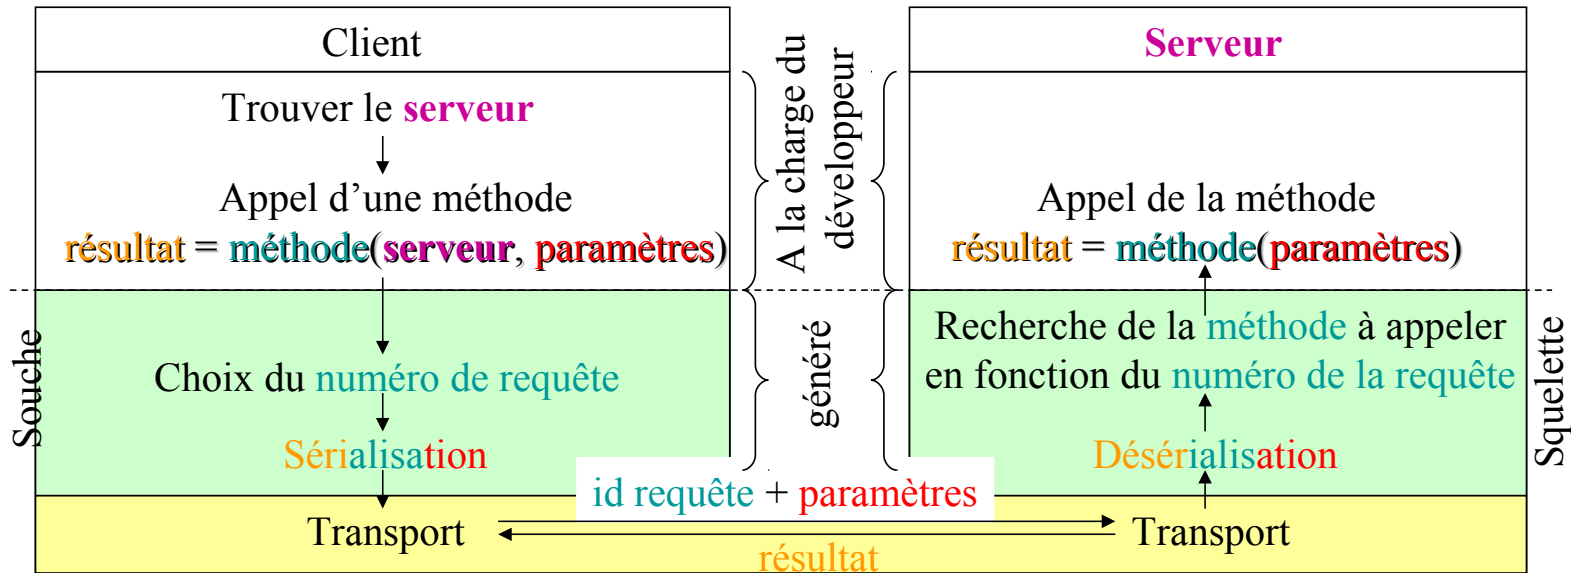 Client
Trouver le serveur
Appel d’une méthode
résultat = méthode(serveur, paramètres)
Souche
Choix du numéro de requête
Sérialisation
Transport
A la charge du
développeur
généré
id requête + paramètres
résultat
Serveur
Appel de la méthode
résultat = méthode(paramètres)
Recherche de la méthode à appeler
en fonction du numéro de la requête
Désérialisation
Transport
Squelette